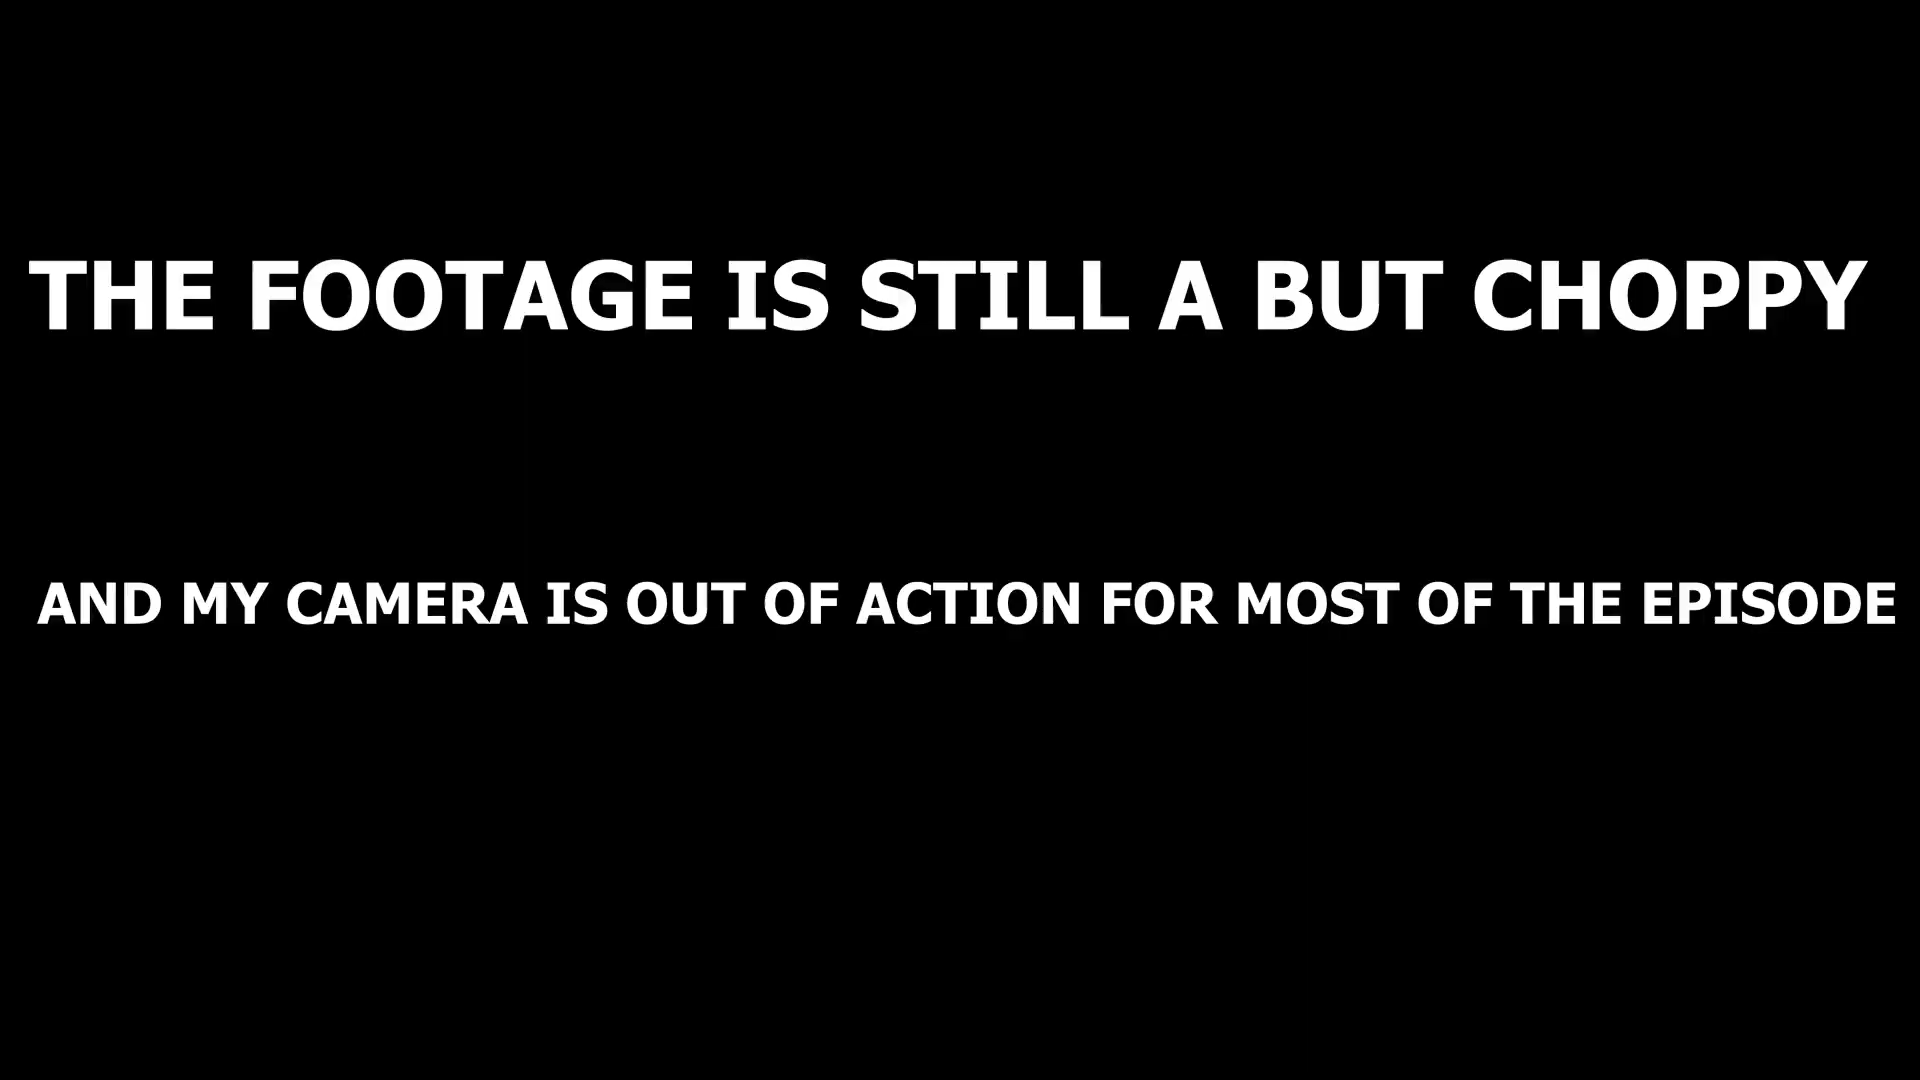 THE FOOTAGE IS STILL A BUT CHOPPY
AND MY CAMERA IS OUT OF ACTION FOR MOST OF THE EPISODE